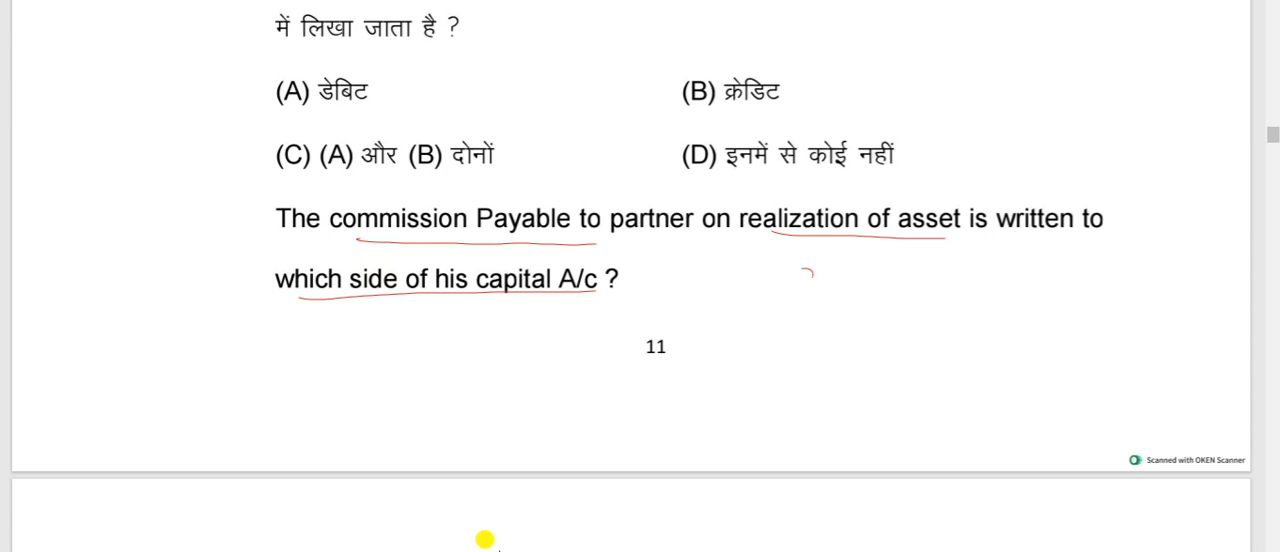 में लिखा जाता है ?
(A) डेबिट (B) क्रेडिट
(C) (A) और (B) दोनों (D) इनमें से कोई नहीं
The commission Payable to partner on realization of asset is written to
which side of his capital A/c ?
11
Scanned with OKEN Scanner